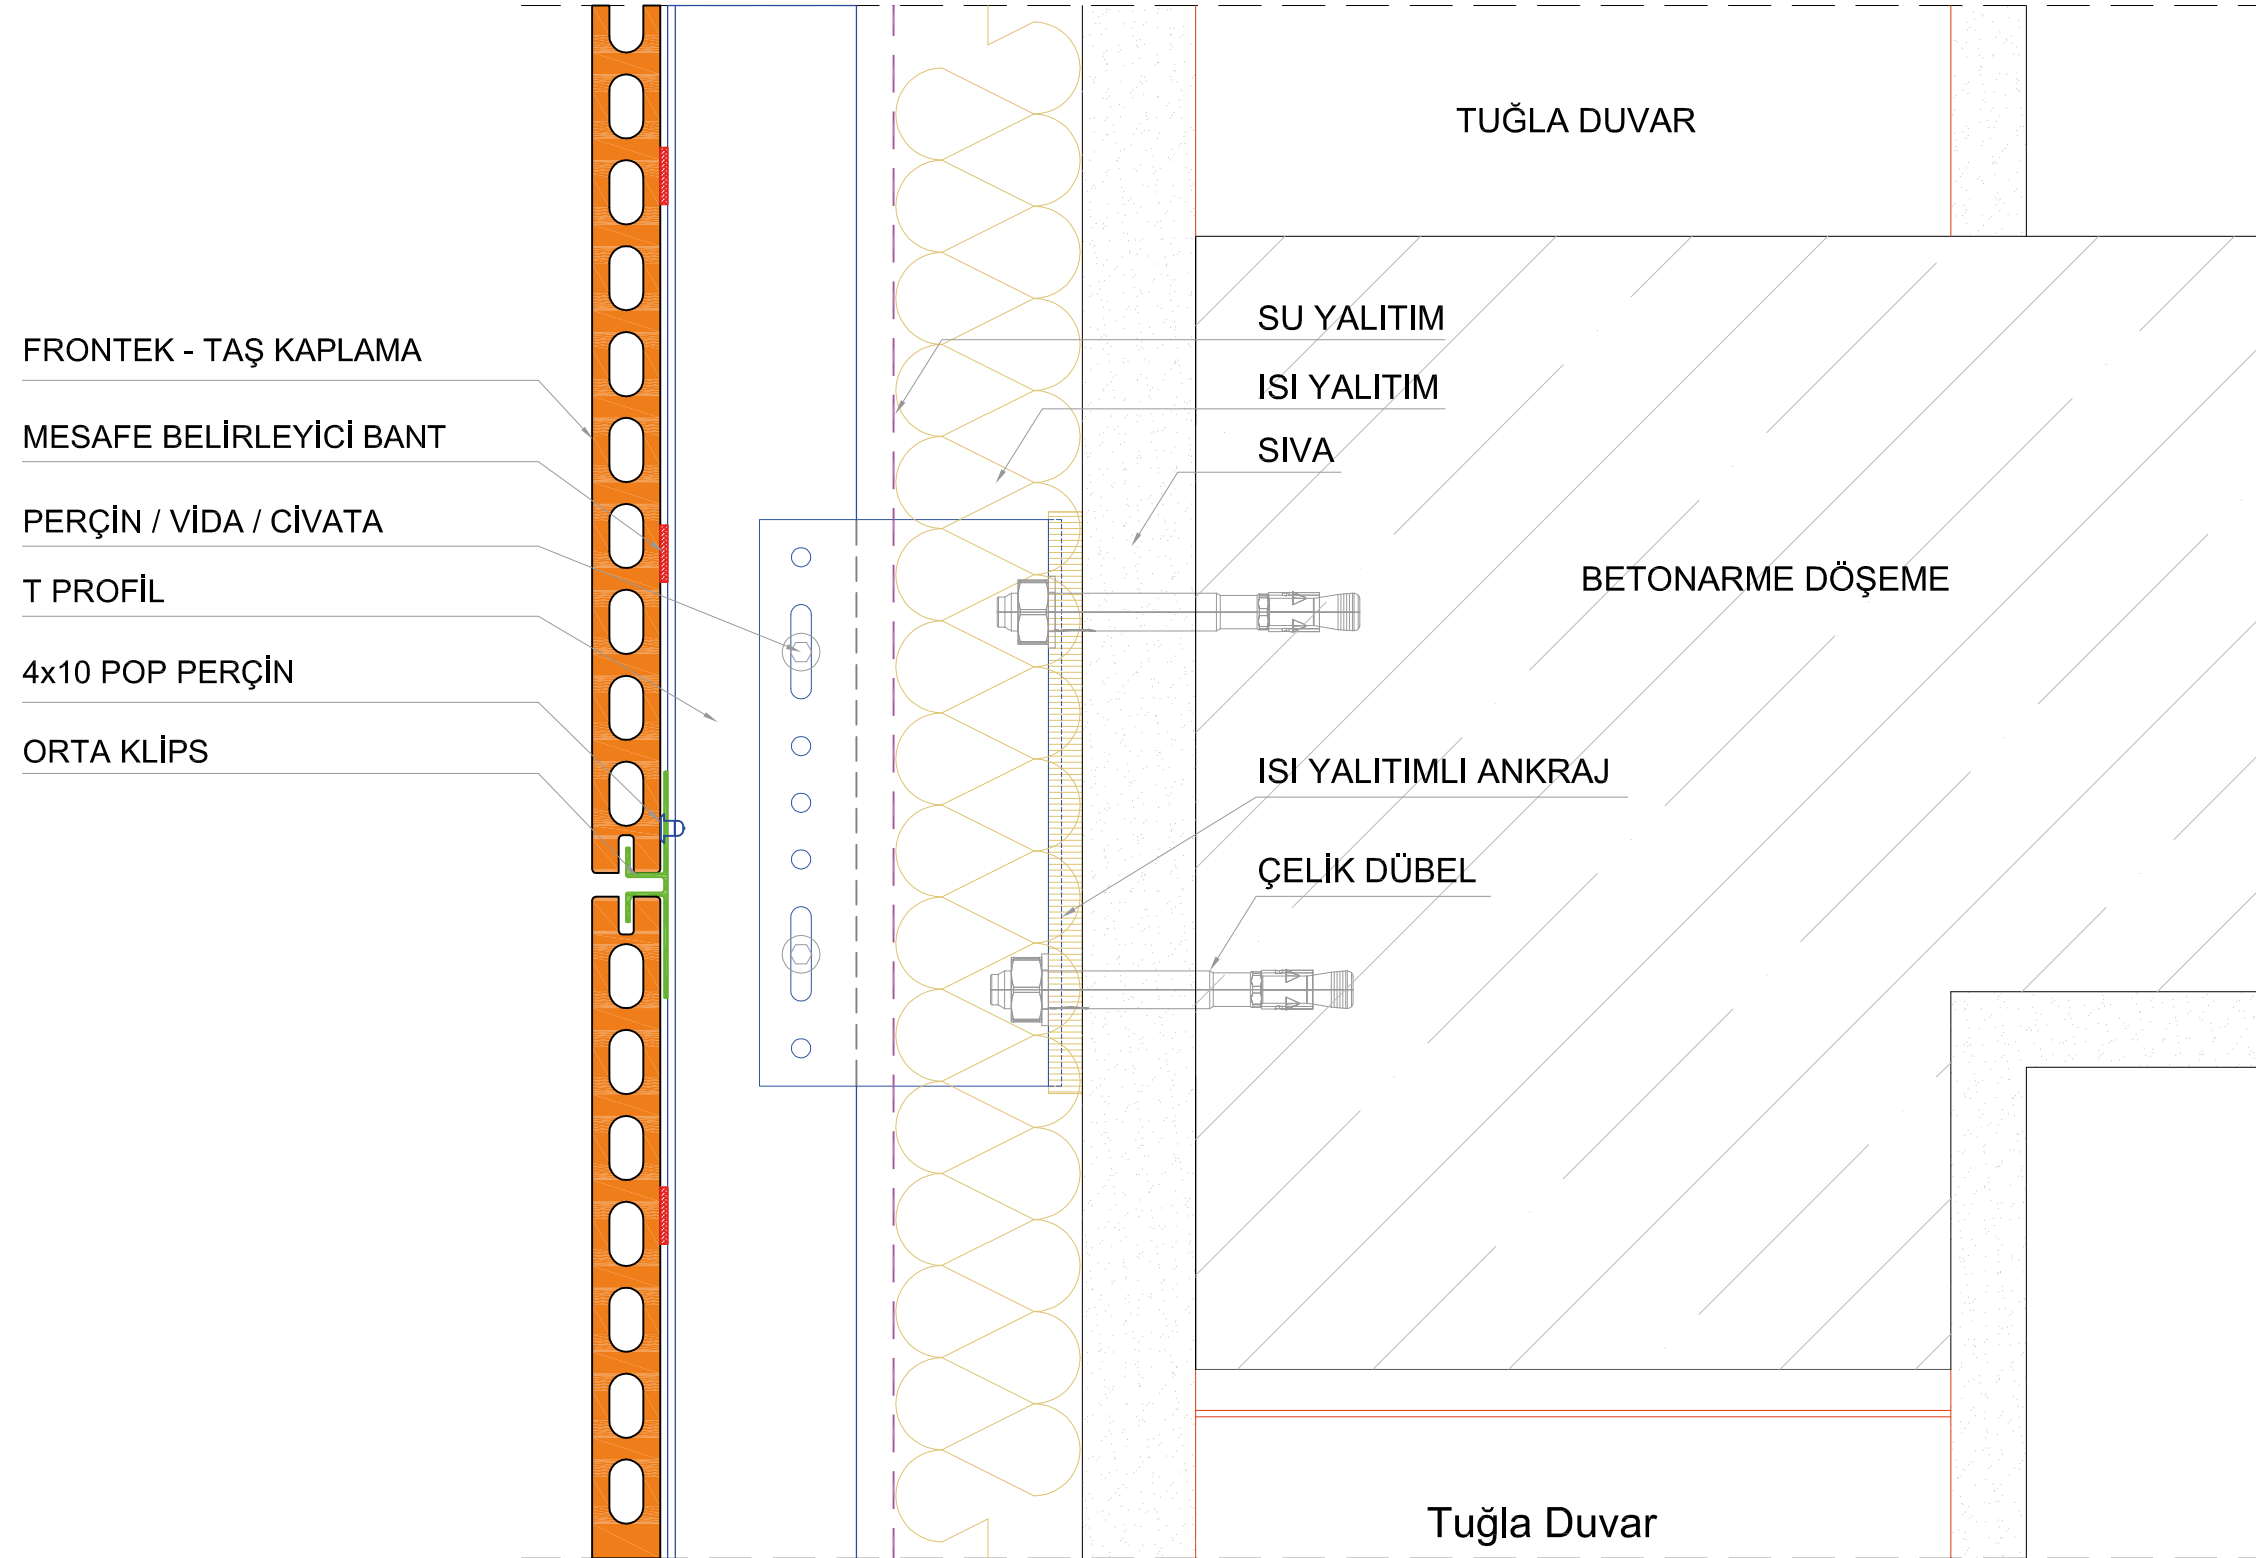 TUĞLA DUVAR
FRONTEK - TAŞ KAPLAMA
MESAFE BELİRLEYİCİ BANT
PERÇİN / VİDA / CİVATA
T PROFİL
4x10 POP PERÇİN
ORTA KLİPS
SU YALITIM
ISI YALITIM
SIVA
BETONARME DÖŞEME
ISI YALITIMLI ANKRAJ
ÇELİK DÜBEL
Tuğla Duvar